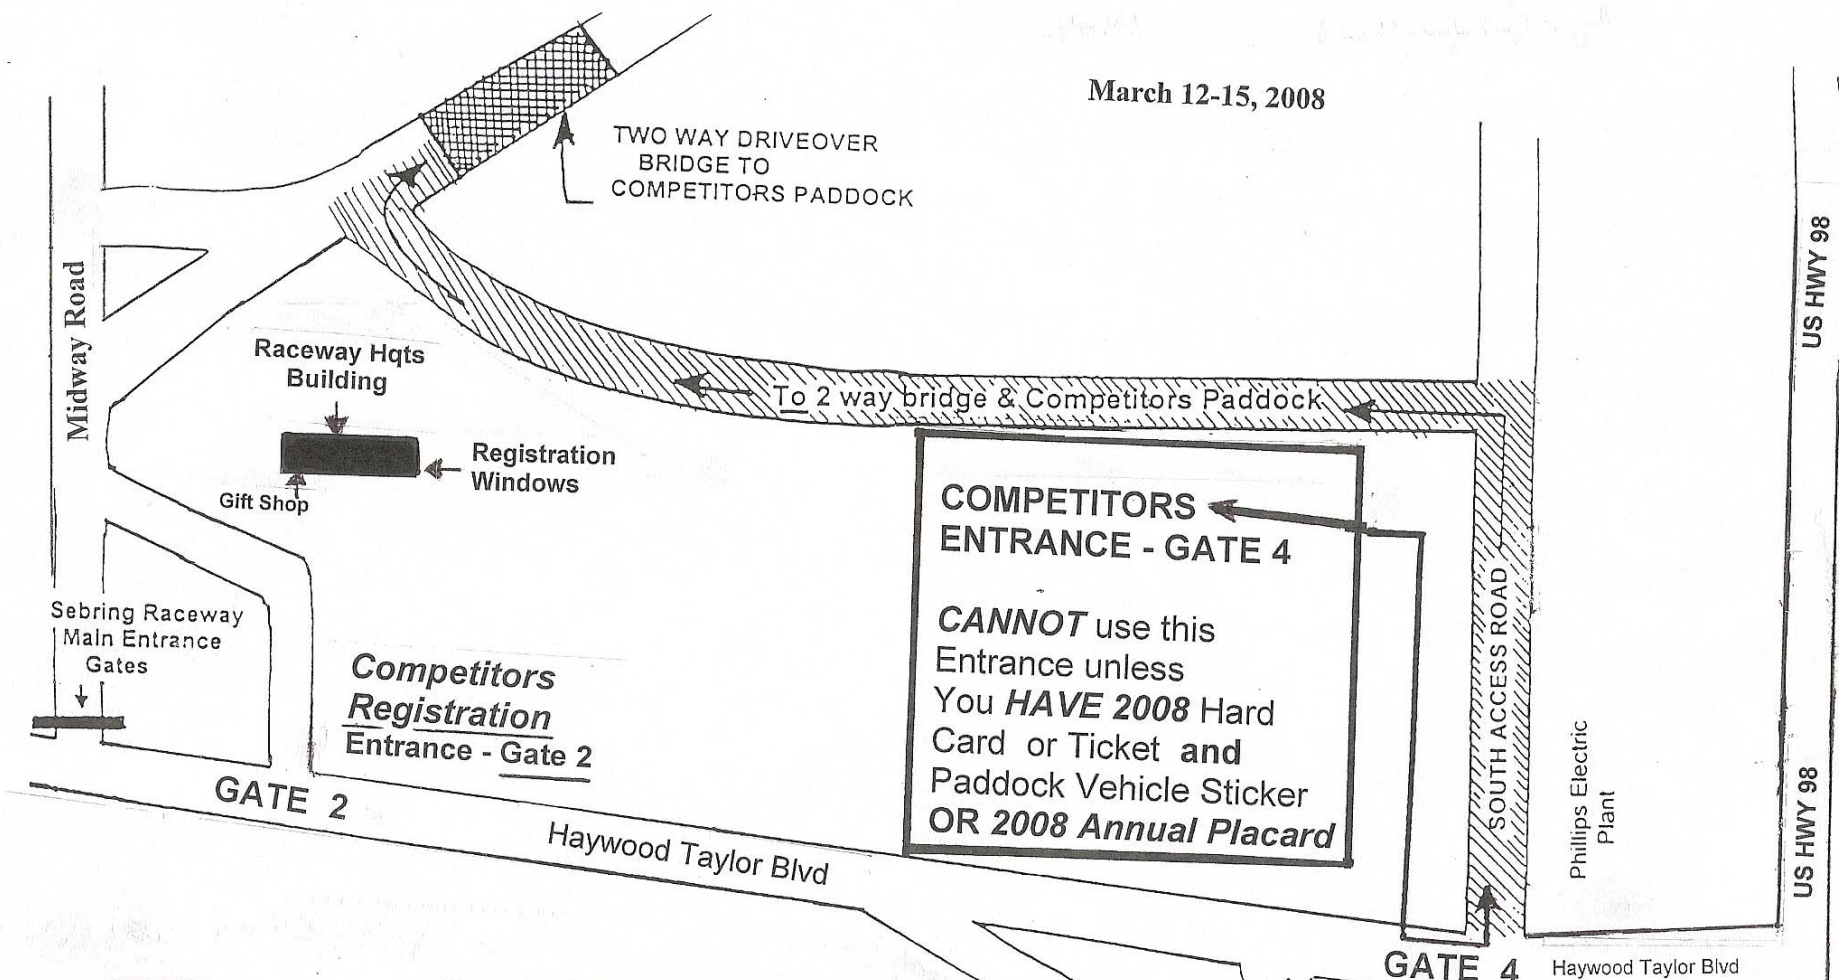 March 12-15, 2008
TWO WAY DRIVEOVER
BRIDGE TO
COMPETITORS PADDOCK
US HWY 98
Midway Road
Raceway Hqts
Building
Registration
Windows
Gift Shop
To 2 way bridge & Competitors Paddock
COMPETITORS
ENTRANCE - GATE 4
CANNOT use this
Entrance unless
You HAVE 2008 Hard
Card or Ticket and
Paddock Vehicle Sticker
OR 2008 Annual Placard
SOUTH ACCESS ROAD
Sebring Raceway
Main Entrance
Gates
Competitors
Registration
Entrance - Gate 2
GATE 2
Haywood Taylor Blvd
Phillips Electric
Plant
US HWY 98
GATE 4
Haywood Taylor Blvd